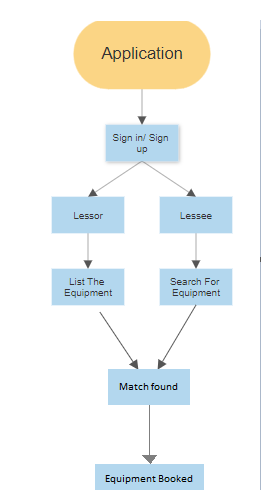 Application
Sign in/ Sign
up
Lessor
Lessee
List The
Equipment
Search For
Equipment
Match found
Equipment Booked